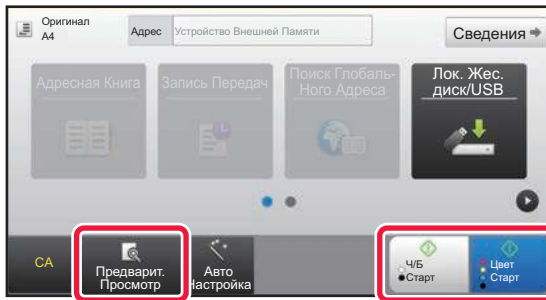 Оригинал
A4
Адрес
Устройство Внешней Памяти
Сведения
Адресная Книга
Запись Передач
Поиск Глобаль-
Ного Адреса
Лок. Жес.
диск/USB
CA
Предварит.
Просмотр
Авто
Настройка
Ч/Б
Старт
Цвет
Старт